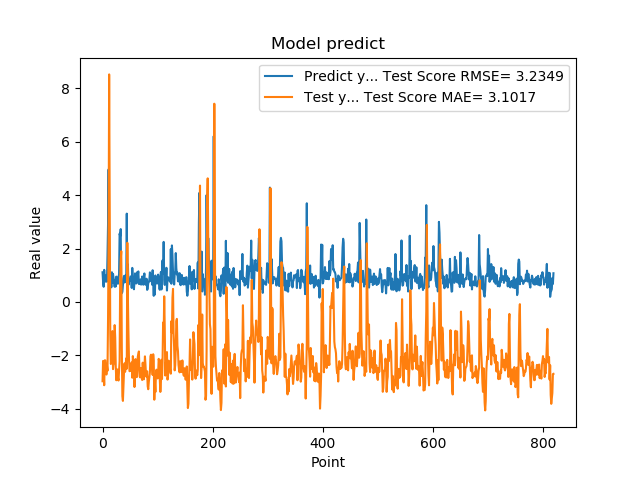 Model predict
Predict y... Test Score RMSE= 3.2349
Test y... Test Score MAE= 3.1017
Real value
8
6
4
2
0
−2
−4
0 200 400 600 800
Point